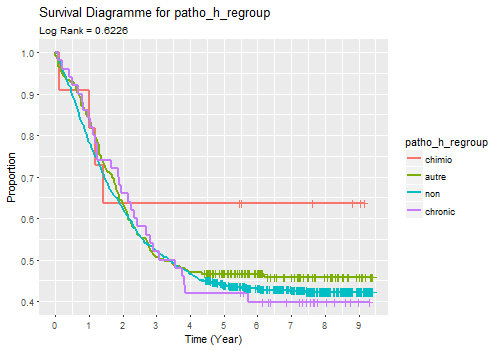 Survival Diagramme for patho_h_regroup
Log Rank = 0.6226
1.0
0.9
0.8
0.7
0.6
0.5
0.4
Proportion
0 1 2 3 4 5 6 7 8 9
Time (Year)
patho_h_regroup
chimio
autre
non
chronic